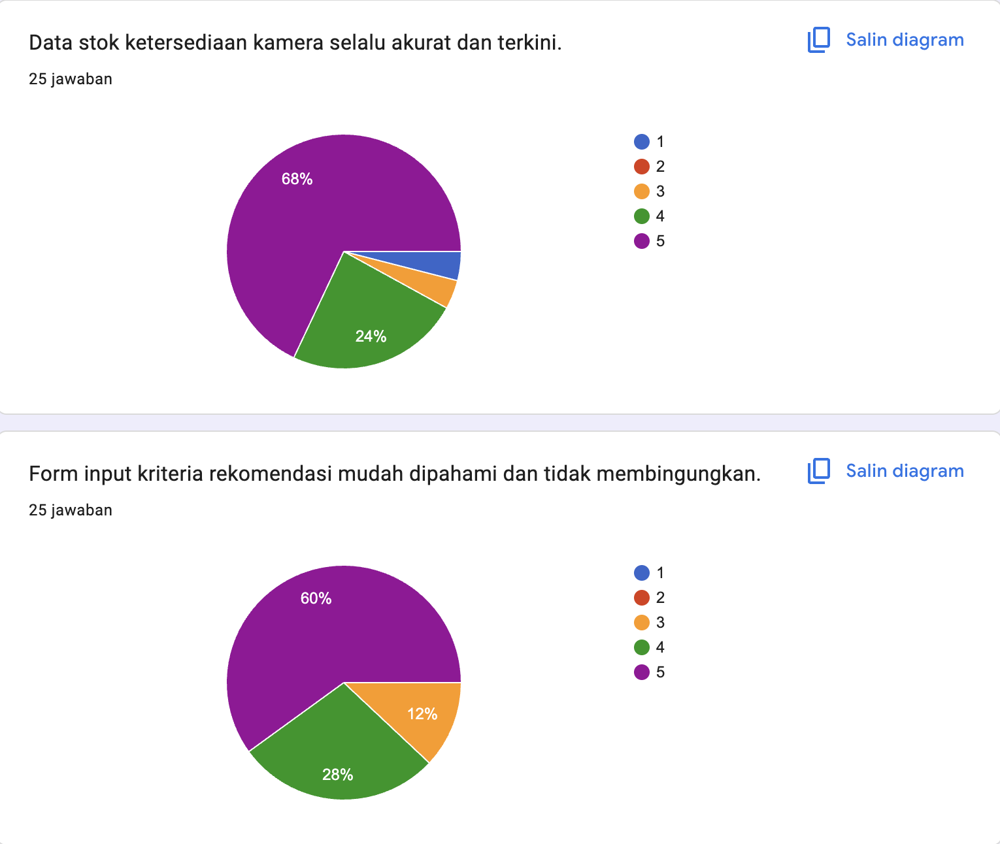 Data stok ketersediaan kamera selalu akurat dan terkini.
Salin diagram
25 jawaban
68%
24%
1
2
3
4
5
Form input kriteria rekomendasi mudah dipahami dan tidak membingungkan.
Salin diagram
25 jawaban
60%
12%
28%
1
2
3
4
5